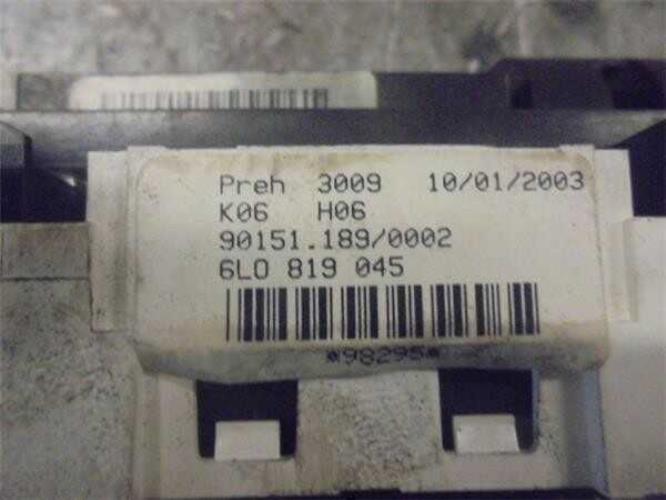 Preh 3009 10/01/2003
K06 H06
90151.189/0002
6L0 819 045
*98295*